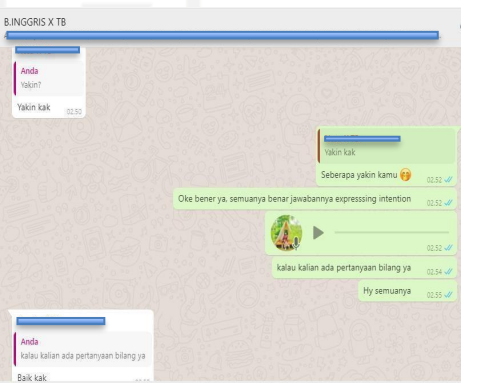 B.INGGRIS X TB
Anda
Yakin?
Yakin kak
02.50
Yakin kak
Seberapa yakin kamu 🤭
02.52
Oke bener ya, semuanya benar jawabannya expresssing intention
02.52
02.52
kalau kalian ada pertanyaan bilang ya
02.54
Hy semuanya
02.55
Anda
kalau kalian ada pertanyaan bilang ya
Baik kak